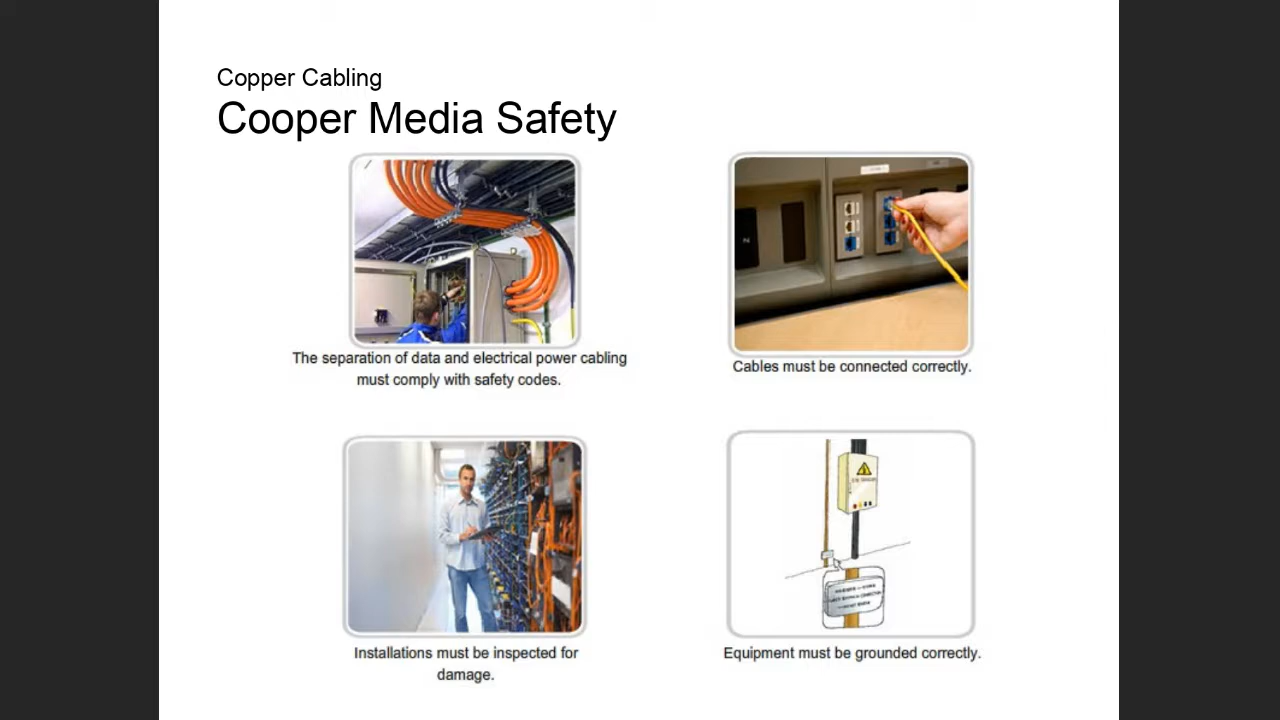 Copper Cabling
Cooper Media Safety
The separation of data and electrical power cabling
must comply with safety codes.
Cables must be connected correctly.
N
Installations must be inspected for
damage.
Equipment must be grounded correctly.